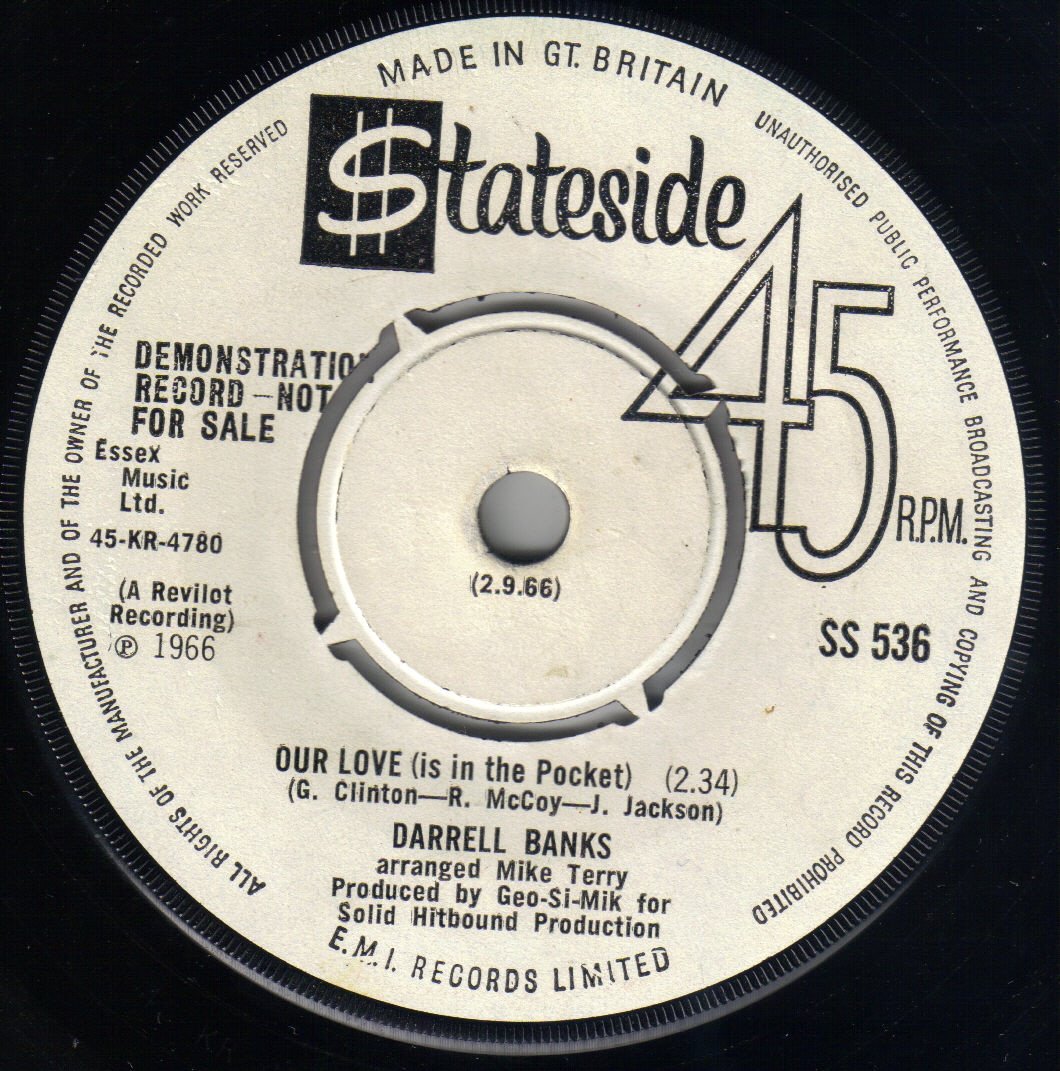 MADE IN GT. BRITAIN
UNAUTHORISED PUBLIC PERFORMANCE BROADCASTING AND COPYING OF THIS RECORD PROHIBITED
ALL RIGHTS OF THE MANUFACTURER AND OF THE OWNER OF THE RECORDED WORK RESERVED
$tateside
45
R.P.M.
DEMONSTRATION
RECORD — NOT
FOR SALE
Essex
Music
Ltd.
45-KR-4780
(A Revilot
Recording)
℗ 1966
(2.9.66)
SS 536
OUR LOVE (is in the Pocket) (2.34)
(G. Clinton—R. McCoy—J. Jackson)
DARRELL BANKS
arranged Mike Terry
Produced by Geo-Si-Mik for
Solid Hitbound Production
E.M.I. RECORDS LIMITED